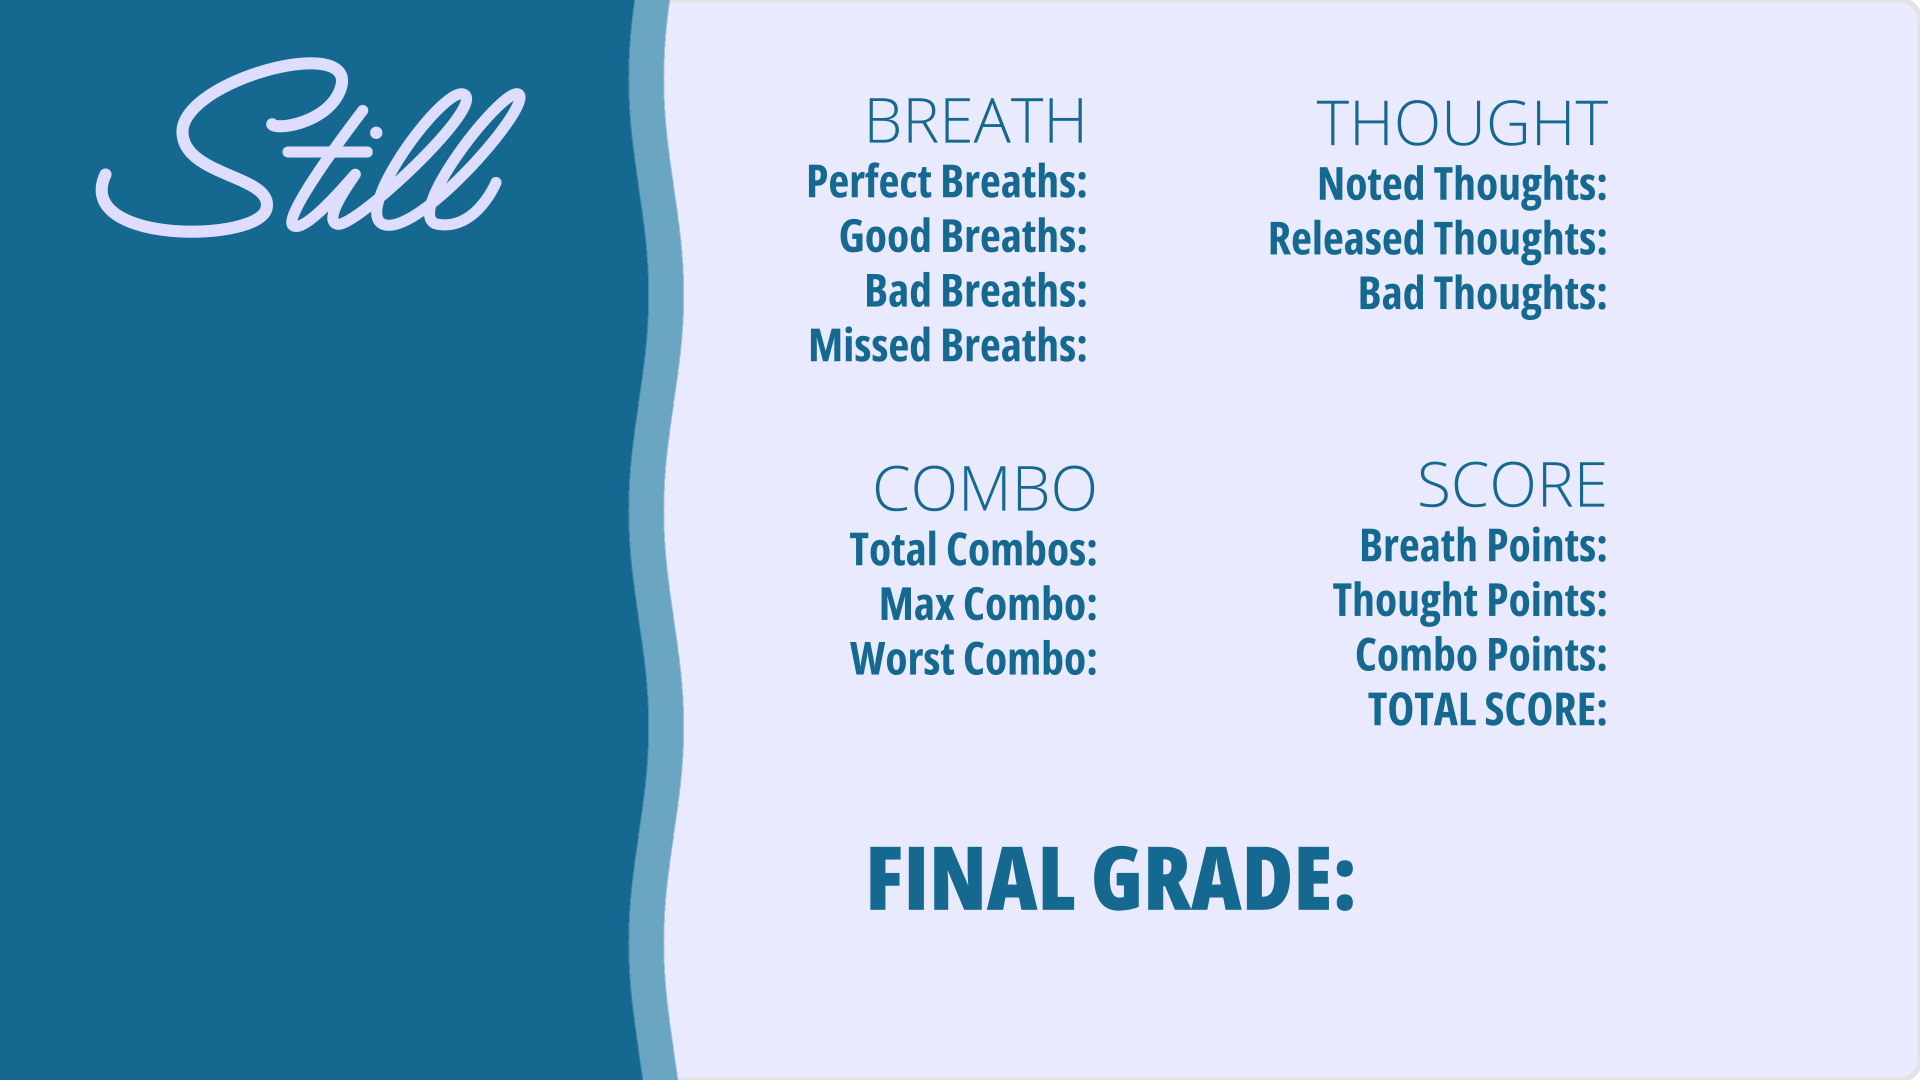 Still
BREATH
Perfect Breaths:
Good Breaths:
Bad Breaths:
Missed Breaths:
THOUGHT
Noted Thoughts:
Released Thoughts:
Bad Thoughts:
COMBO
Total Combos:
Max Combo:
Worst Combo:
SCORE
Breath Points:
Thought Points:
Combo Points:
TOTAL SCORE:
FINAL GRADE: